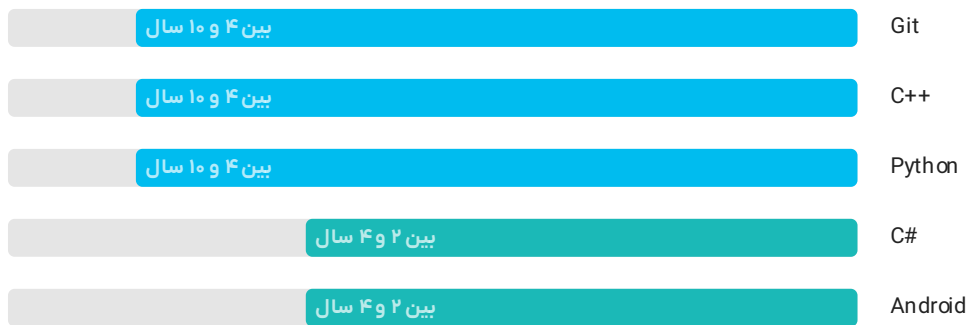 Git
بین ۴ و ۱۰ سال
C++
بین ۴ و ۱۰ سال
Python
بین ۴ و ۱۰ سال
C#
بین ۲ و ۴ سال
Android
بین ۲ و ۴ سال